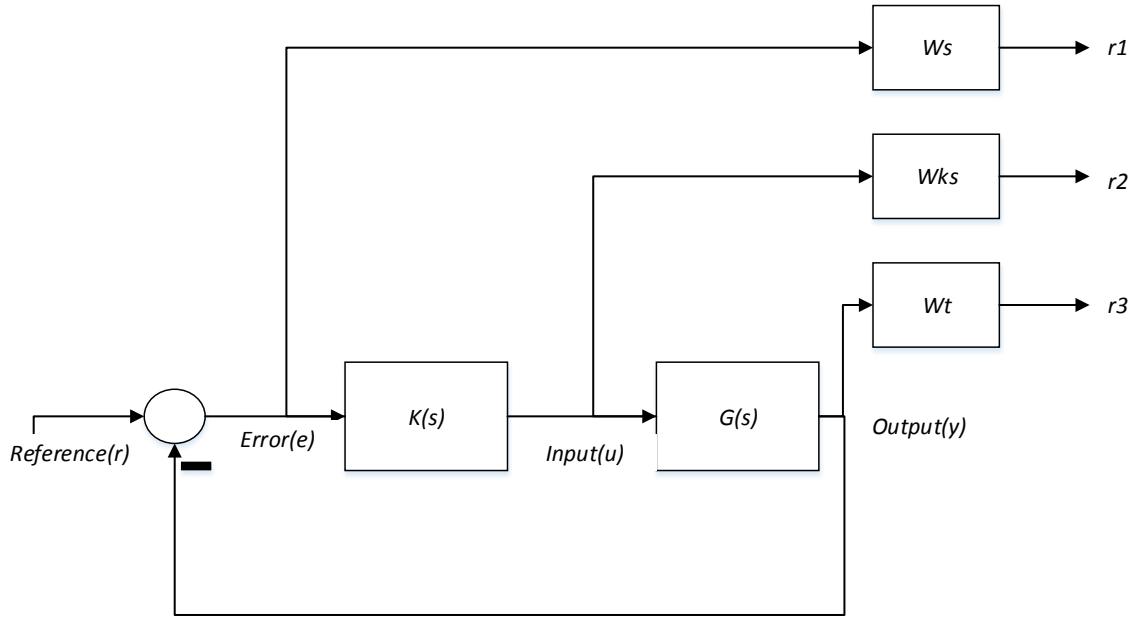 Ws
r1
Wks
r2
Wt
r3
Reference(r)
Error(e)
K(s)
Input(u)
G(s)
Output(y)